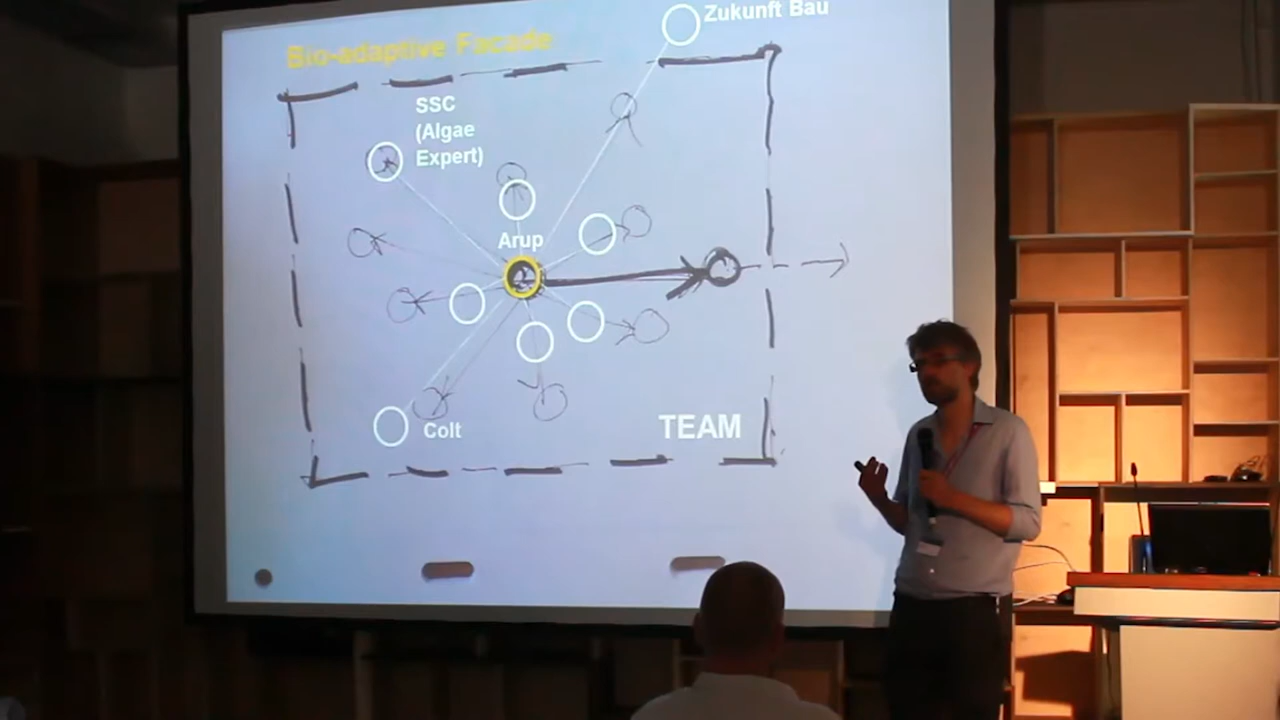 Zukunft Bau
Bio-adaptive Facade
SSC
(Algae
Expert)
Arup
Colt
TEAM